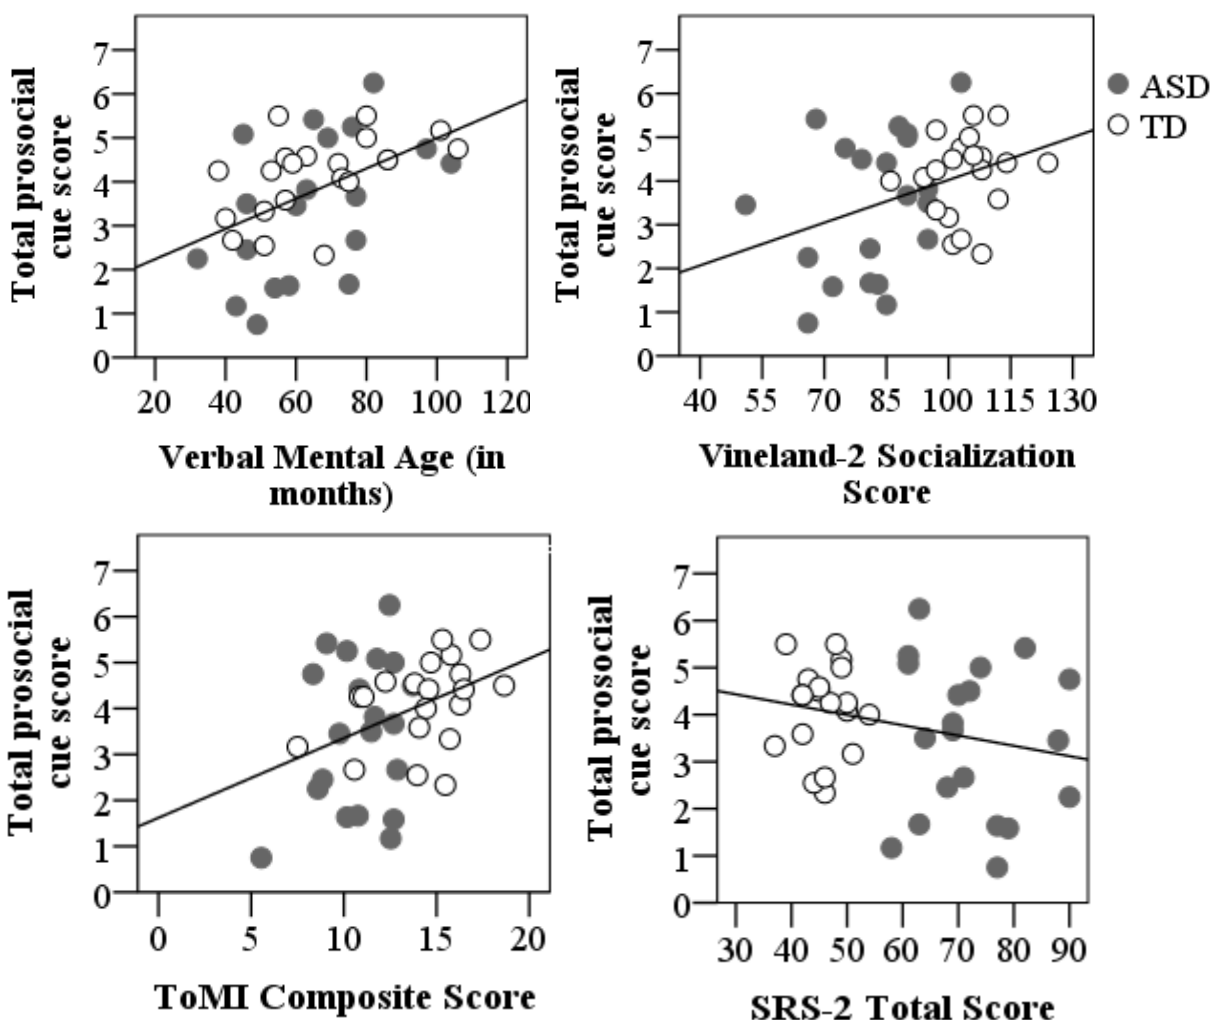 Total prosocial
cue score
7
6
5
4
3
2
1
0
20 40 60 80 100 120
Verbal Mental Age (in
months)
Total prosocial
cue score
7
6
5
4
3
2
1
0
40 55 70 85 100 115 130
Vineland-2 Socialization
Score
ASD
TD
Total prosocial
cue score
7
6
5
4
3
2
1
0
0 5 10 15 20
ToMI Composite Score
Total prosocial
cue score
7
6
5
4
3
2
1
0
30 40 50 60 70 80 90
SRS-2 Total Score